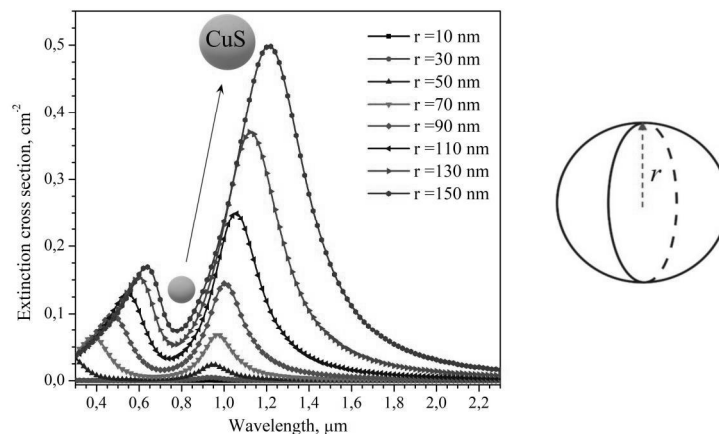 Extinction cross section, cm-2
0,5
0,4
0,3
0,2
0,1
0,0
CuS
r =10 nm
r =30 nm
r =50 nm
r =70 nm
r =90 nm
r =110 nm
r =130 nm
r =150 nm
r
0,4 0,6 0,8 1,0 1,2 1,4 1,6 1,8 2,0 2,2
Wavelength, μm